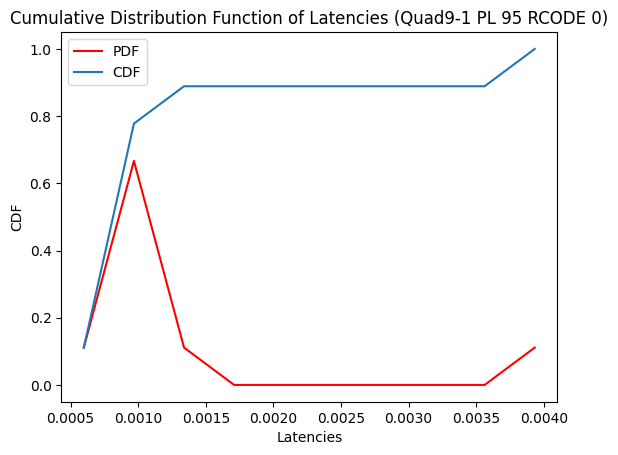 Cumulative Distribution Function of Latencies (Quad9-1 PL 95 RCODE 0)
PDF
CDF
1.0
0.8
0.6
0.4
0.2
0.0
CDF
0.0005
0.0010
0.0015
0.0020
0.0025
0.0030
0.0035
0.0040
Latencies